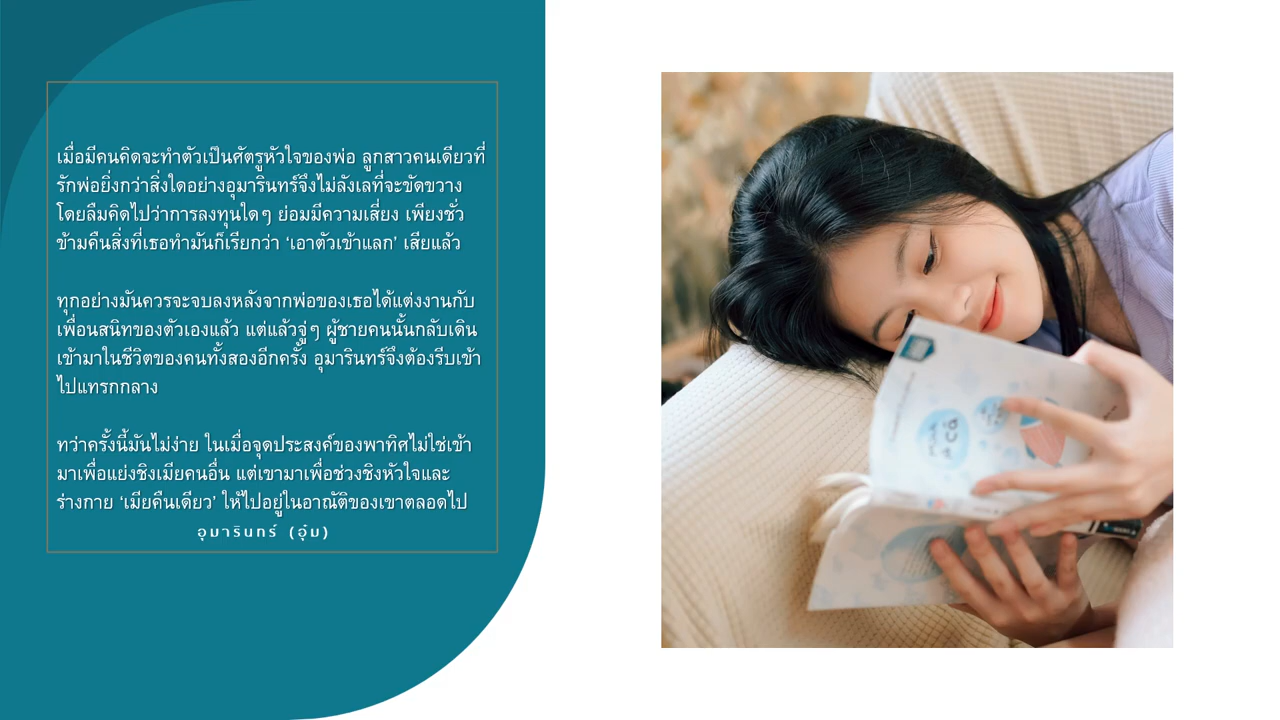 เมื่อมีคนคิดจะทำตัวเป็นศัตรูหัวใจของพ่อ ลูกสาวคนเดียวที่
รักพ่อยิ่งกว่าสิ่งใดอย่างอุมารินทร์จึงไม่ลังเลที่จะขัดขวาง
โดยลืมคิดไปว่าการลงทุนใดๆ ย่อมมีความเสี่ยง เพียงชั่ว
ข้ามคืนสิ่งที่เธอทำมันก็เรียกว่า ‘เอาตัวเข้าแลก’ เสียแล้ว
ทุกอย่างมันควรจะจบลงหลังจากพ่อของเธอได้แต่งงานกับ
เพื่อนสนิทของตัวเองแล้ว แต่แล้วจู่ๆ ผู้ชายคนนั้นกลับเดิน
เข้ามาในชีวิตของคนทั้งสองอีกครั้ง อุมารินทร์จึงต้องรีบเข้า
ไปแทรกกลาง
ทว่าครั้งนี้มันไม่ง่าย ในเมื่อจุดประสงค์ของพาทิศไม่ใช่เข้า
มาเพื่อแย่งชิงเมียคนอื่น แต่เขามาเพื่อช่วงชิงหัวใจและ
ร่างกาย ‘เมียคืนเดียว’ ให้ไปอยู่ในอาณัติของเขาตลอดไป
อุมารินทร์ (อุ๋ม)